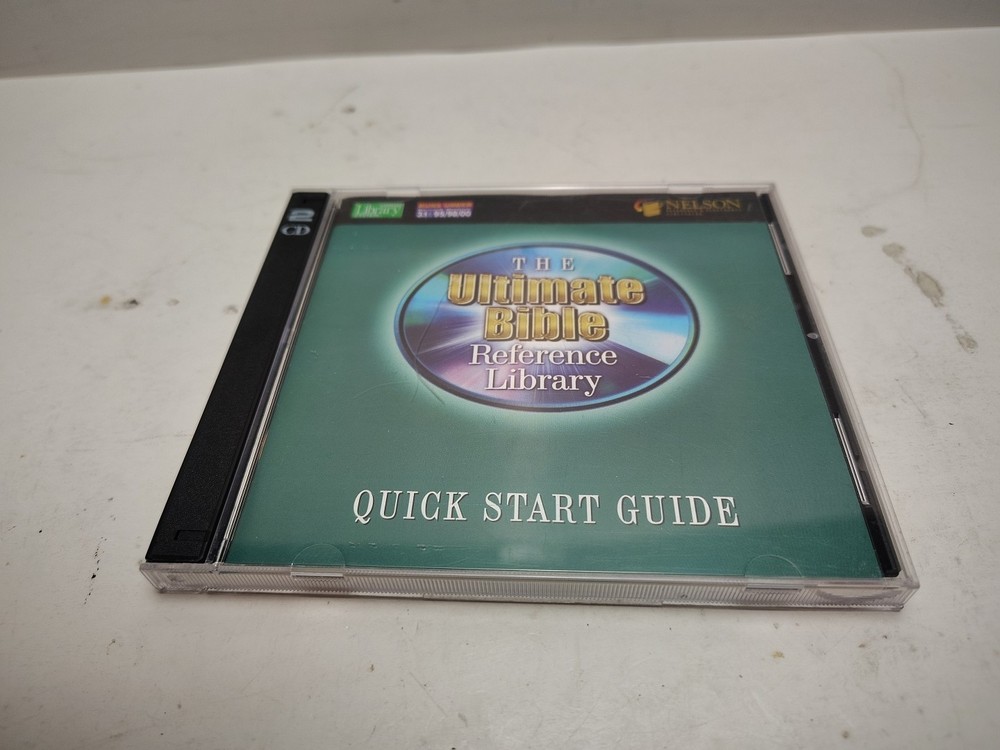 2
CD
Library
NELSON
THE
Ultimate
Bible
Reference
Library
QUICK START GUIDE